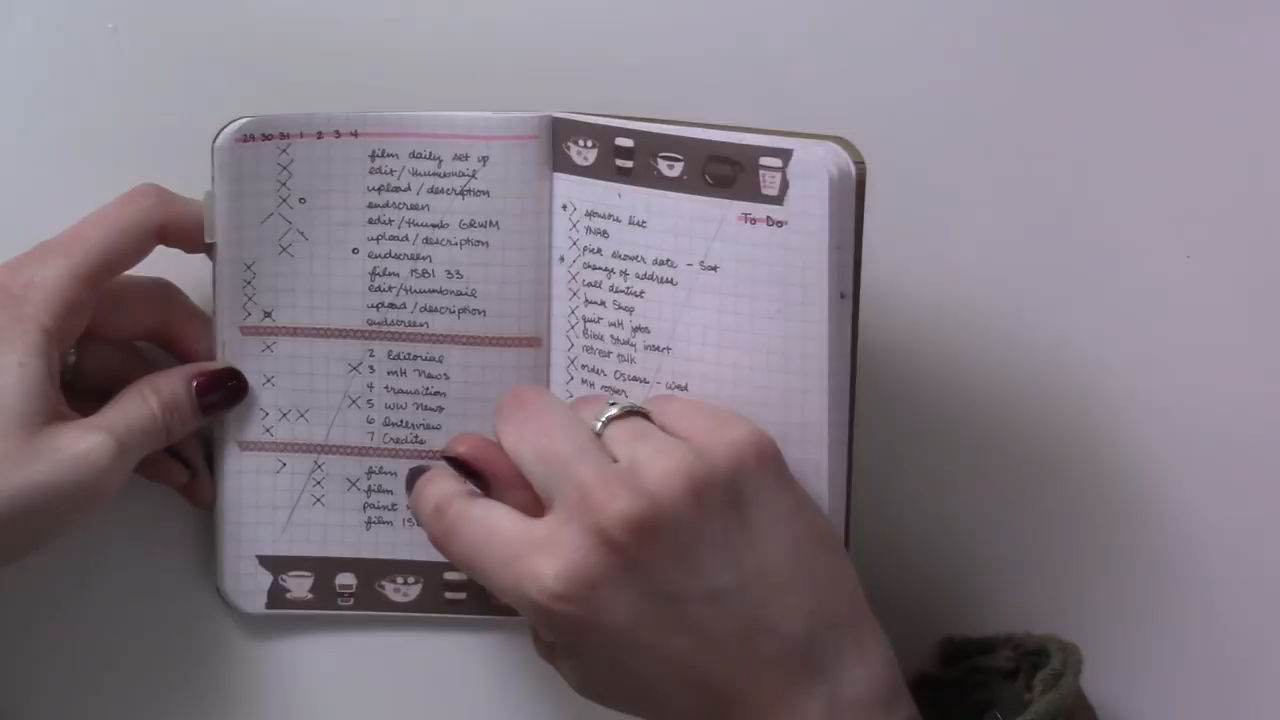 29 30 31 1 2 3 4
film daily set up
edit/thumbnail
upload/description
endscreen
edit/thumb GRWM
upload/description
endscreen
film ISBI 33
edit/thumbnail
upload/description
endscreen
2 Editorial
3 MH News
4 transition
5 WW News
6 Interview
7 Credits
film
film
paint
film
To Do
sponsors list
YNAB
pick shower date - Sat
change of address
call dentist
junk shop
quit MH jobs
Bible Study insert
retreat talk
order Oscars - Wed
MH roster